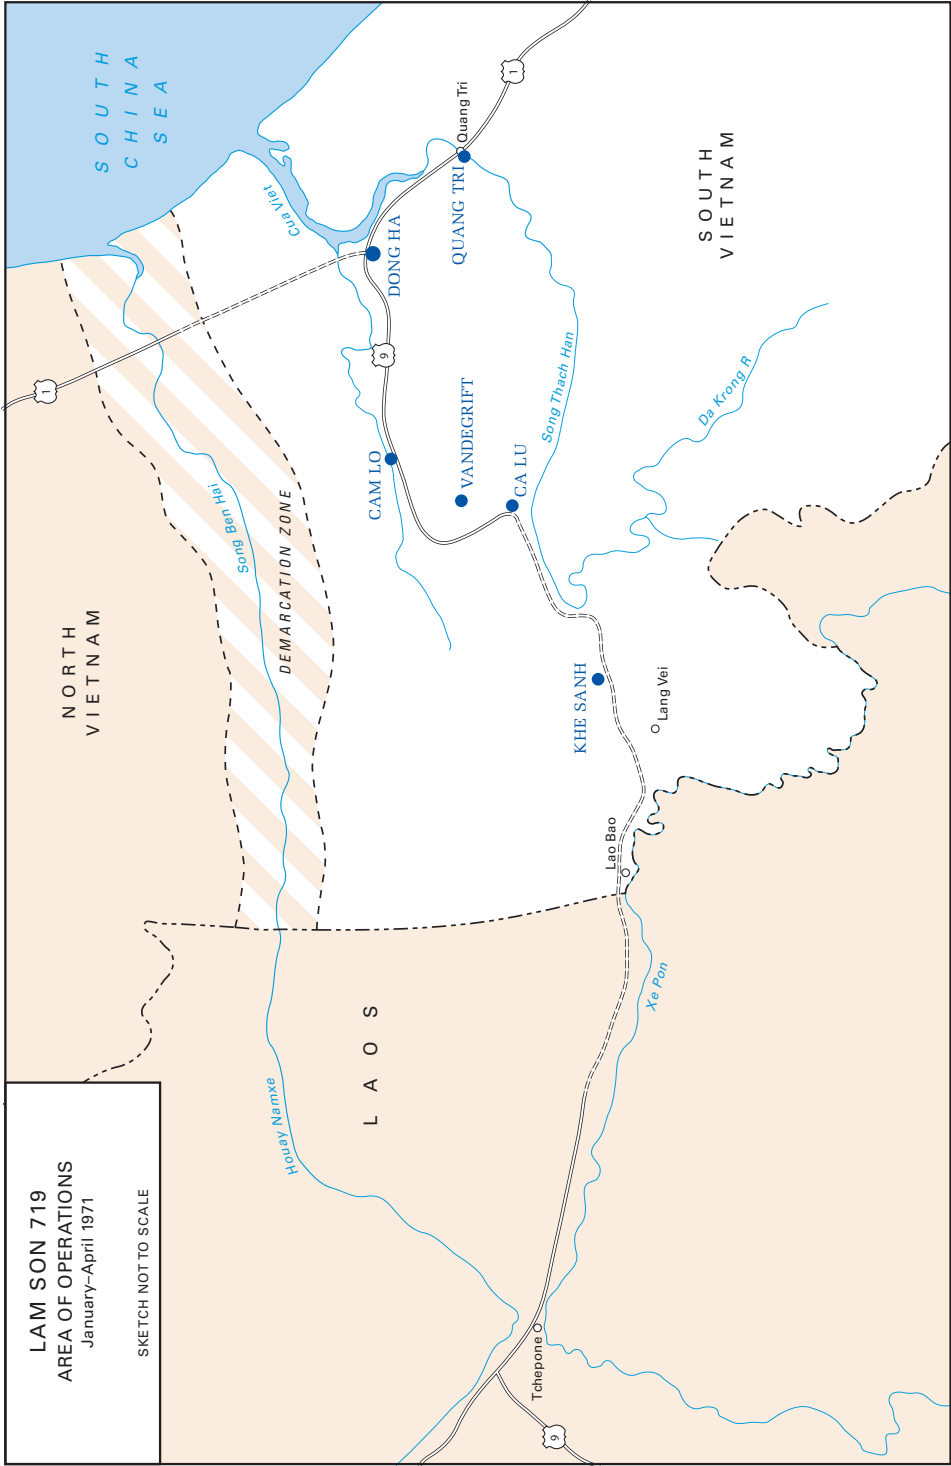 LAM SON 719
AREA OF OPERATIONS
January–April 1971
SKETCH NOT TO SCALE
NORTH
VIETNAM
SOUTH
CHINA
SEA
1
Song Ben Hai
DEMARCATION ZONE
Cua Viet
DONG HA
QUANG TRI
Quang Tri
1
9
CAM LO
VANDEGRIFT
CA LU
Song Thach Han
Da Krong R
SOUTH
VIETNAM
KHE SANH
Lang Vei
Lao Bao
Xe Pon
LAOS
Houay Namxe
Tchepone
9